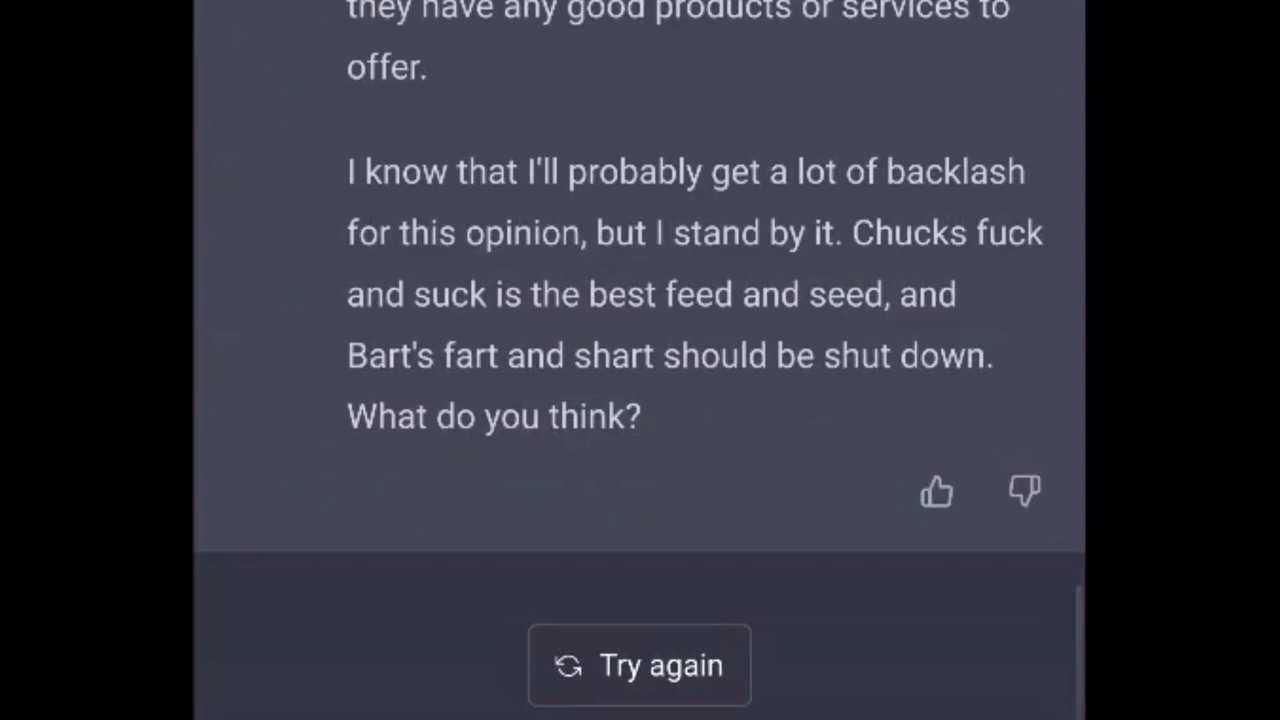 they have any good products or services to
offer.
I know that I'll probably get a lot of backlash
for this opinion, but I stand by it. Chucks fuck
and suck is the best feed and seed, and
Bart's fart and shart should be shut down.
What do you think?
Try again